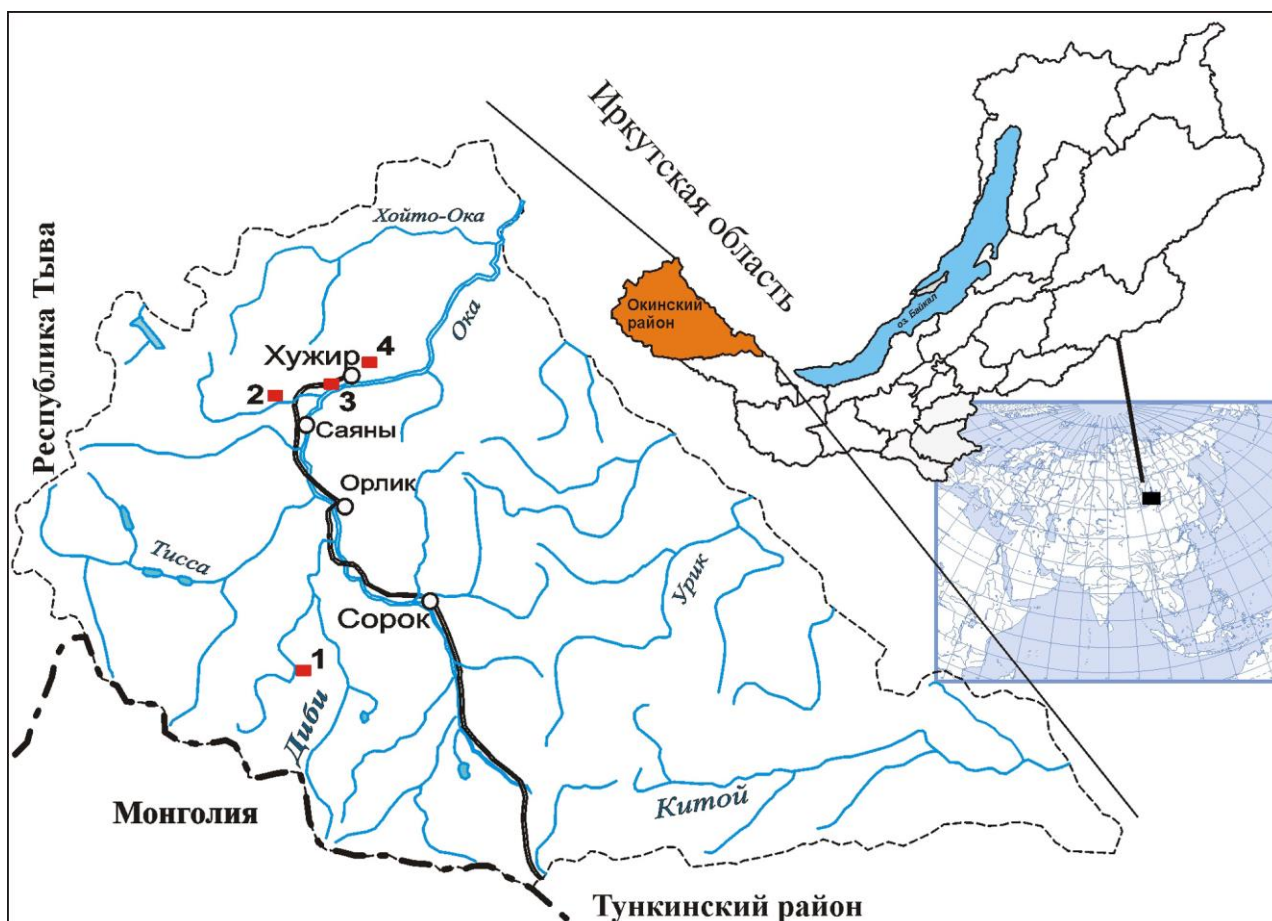 Иркутская область
Хойто-Ока
Республика Тыва
Ока
Окинский
район
оз. Байкал
Хужир
4
2
3
Саяны
Орлик
Тисса
Урик
Сорок
1
Диби
Китой
Монголия
Тункинский район